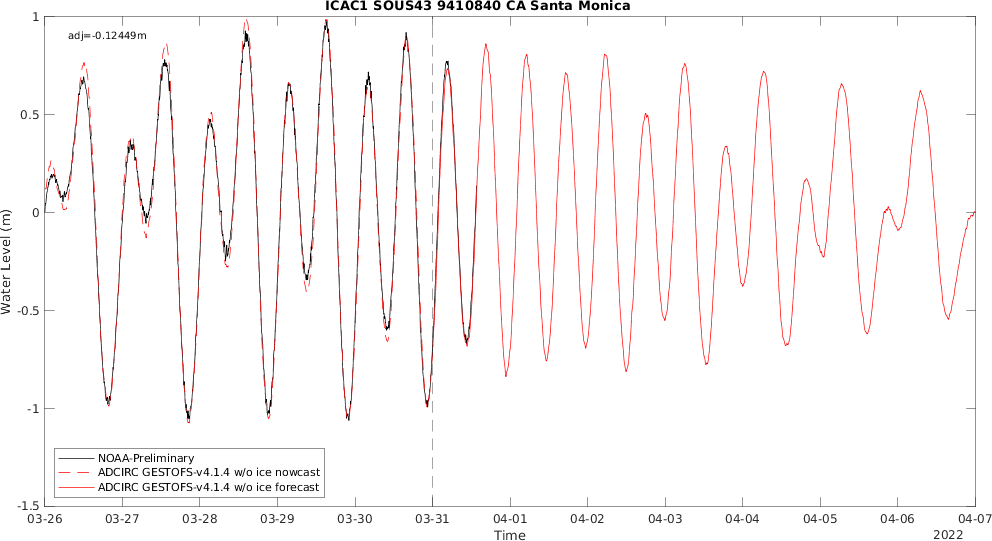 ICAC1 SOUS43 9410840 CA Santa Monica
adj=-0.12449m
1
0.5
0
-0.5
-1
-1.5
Water Level (m)
NOAA-Preliminary
ADCIRC GESTOFS-v4.1.4 w/o ice nowcast
ADCIRC GESTOFS-v4.1.4 w/o ice forecast
03-26 03-27 03-28 03-29 03-30 03-31 04-01 04-02 04-03 04-04 04-05 04-06 04-07
Time
2022